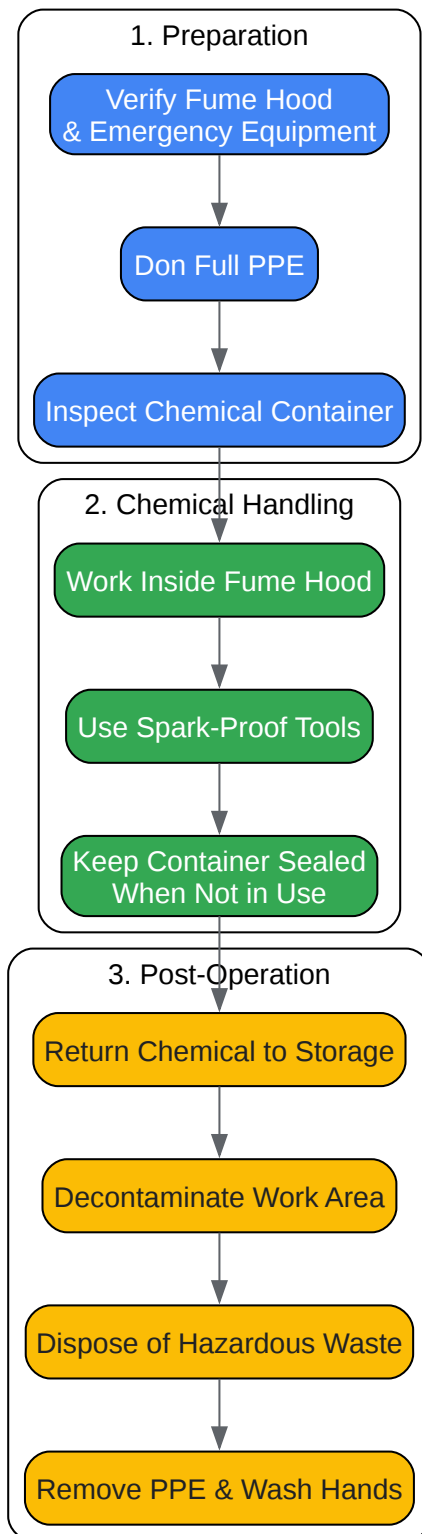 1. Preparation
Verify Fume Hood
& Emergency Equipment
Don Full PPE
Inspect Chemical Container
2. Chemical Handling
Work Inside Fume Hood
Use Spark-Proof Tools
Keep Container Sealed
When Not in Use
3. Post-Operation
Return Chemical to Storage
Decontaminate Work Area
Dispose of Hazardous Waste
Remove PPE & Wash Hands